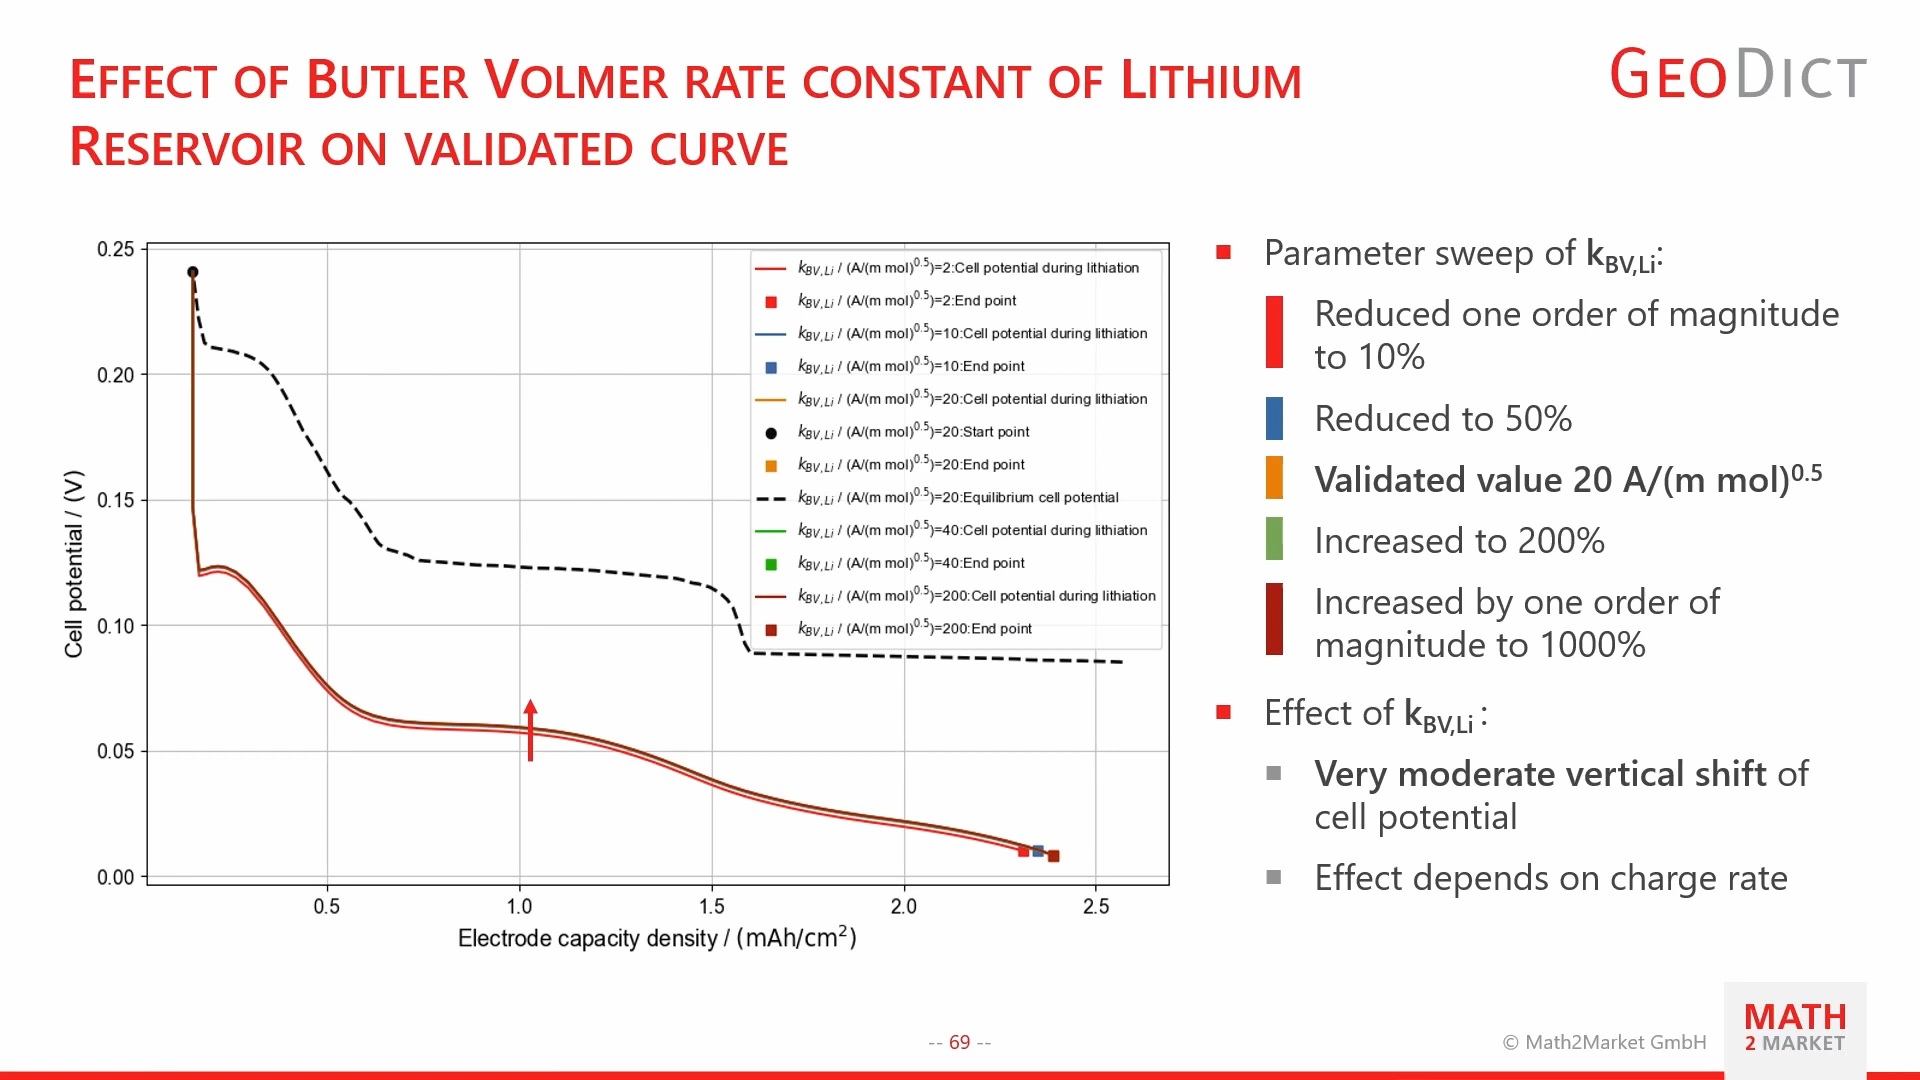 EFFECT OF BUTLER VOLMER RATE CONSTANT OF LITHIUM
RESERVOIR ON VALIDATED CURVE
GEODICT
0.25
0.20
0.15
0.10
0.05
0.00
Cell potential / (V)
0.5
1.0
1.5
2.0
2.5
Electrode capacity density / (mAh/cm²)
k_BV,Li / (A/(m mol)^0.5)=2:Cell potential during lithiation
k_BV,Li / (A/(m mol)^0.5)=2:End point
k_BV,Li / (A/(m mol)^0.5)=10:Cell potential during lithiation
k_BV,Li / (A/(m mol)^0.5)=10:End point
k_BV,Li / (A/(m mol)^0.5)=20:Cell potential during lithiation
k_BV,Li / (A/(m mol)^0.5)=20:Start point
k_BV,Li / (A/(m mol)^0.5)=20:End point
k_BV,Li / (A/(m mol)^0.5)=20:Equilibrium cell potential
k_BV,Li / (A/(m mol)^0.5)=40:Cell potential during lithiation
k_BV,Li / (A/(m mol)^0.5)=40:End point
k_BV,Li / (A/(m mol)^0.5)=200:Cell potential during lithiation
k_BV,Li / (A/(m mol)^0.5)=200:End point
Parameter sweep of k_BV,Li:
Reduced one order of magnitude
to 10%
Reduced to 50%
Validated value 20 A/(m mol)^0.5
Increased to 200%
Increased by one order of
magnitude to 1000%
Effect of k_BV,Li :
Very moderate vertical shift of
cell potential
Effect depends on charge rate
-- 69 --
© Math2Market GmbH
MATH
2 MARKET